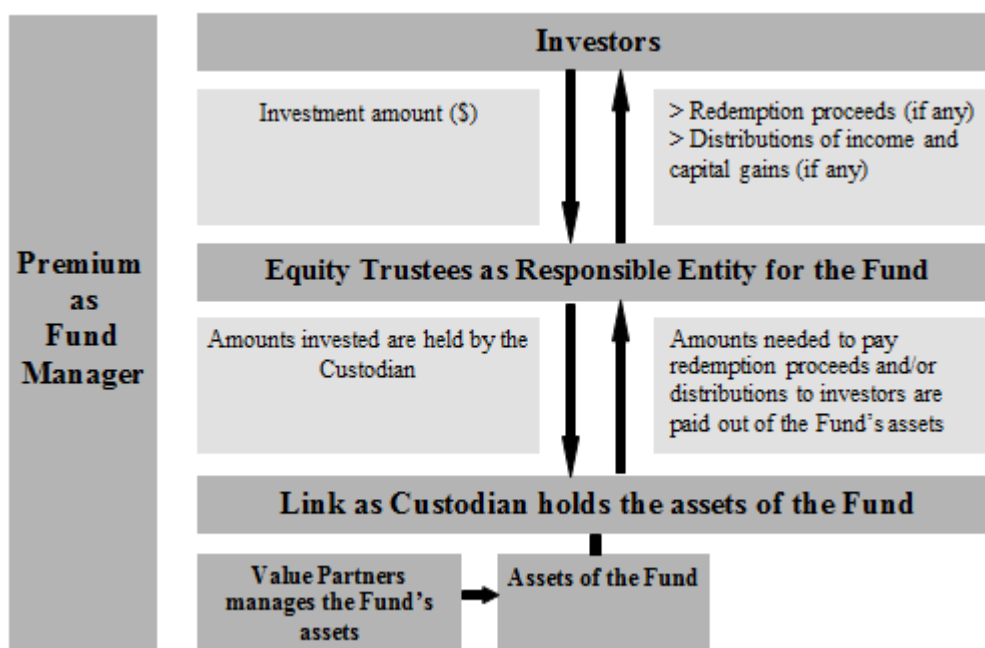 Investors
Investment amount ($)
> Redemption proceeds (if any)
> Distributions of income and
capital gains (if any)
Premium
as
Fund
Manager
Equity Trustees as Responsible Entity for the Fund
Amounts invested are held by the
Custodian
Amounts needed to pay
redemption proceeds and/or
distributions to investors are
paid out of the Fund’s assets
Link as Custodian holds the assets of the Fund
Value Partners
manages the Fund’s
assets
Assets of the Fund